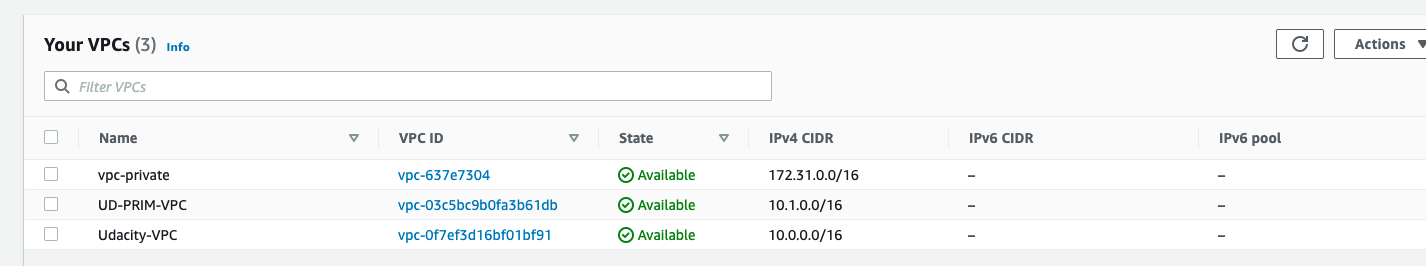 Your VPCs (3) Info
Actions
Filter VPCs
Name VPC ID State IPv4 CIDR IPv6 CIDR IPv6 pool
vpc-private vpc-637e7304 Available 172.31.0.0/16 – –
UD-PRIM-VPC vpc-03c5bc9b0fa3b61db Available 10.1.0.0/16 – –
Udacity-VPC vpc-0f7ef3d16bf01bf91 Available 10.0.0.0/16 – –